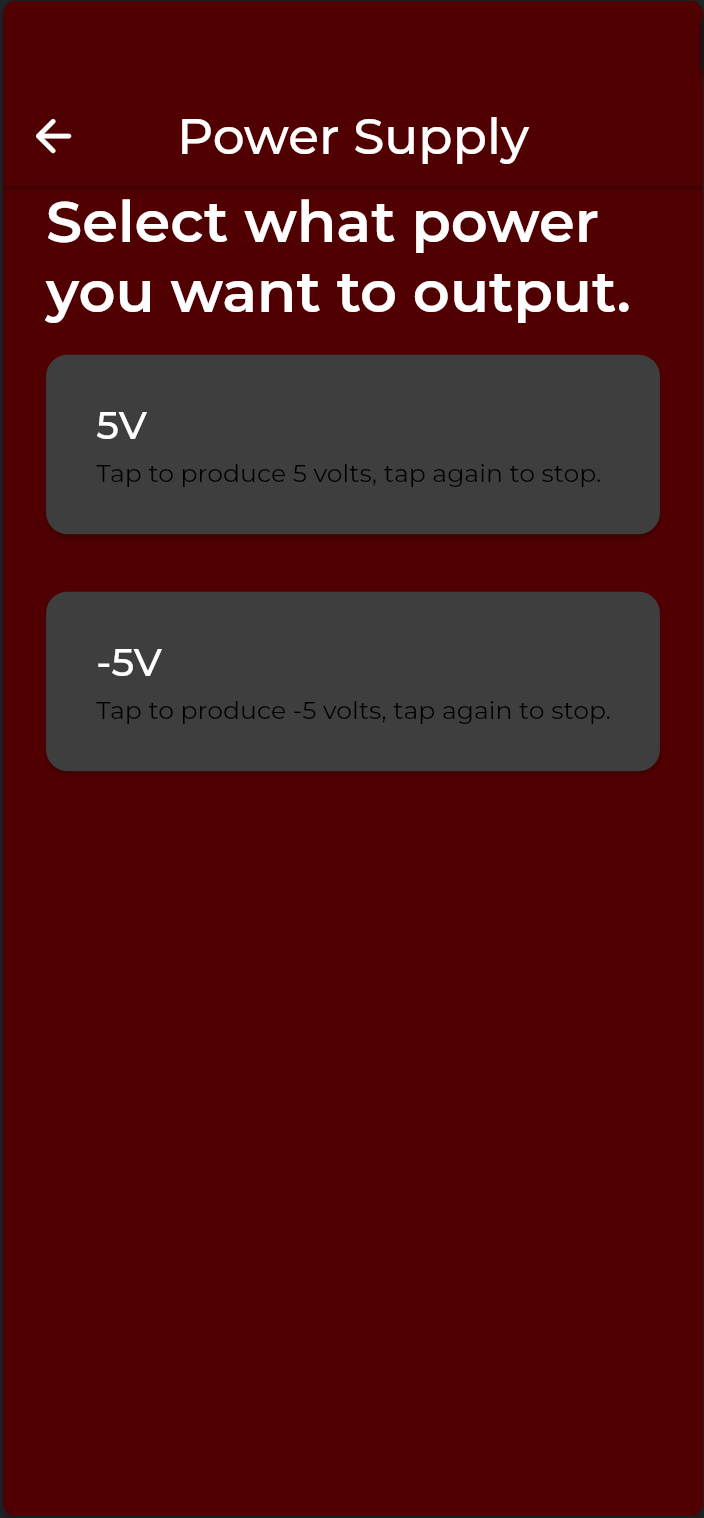 Power Supply
Select what power
you want to output.
5V
Tap to produce 5 volts, tap again to stop.
-5V
Tap to produce -5 volts, tap again to stop.